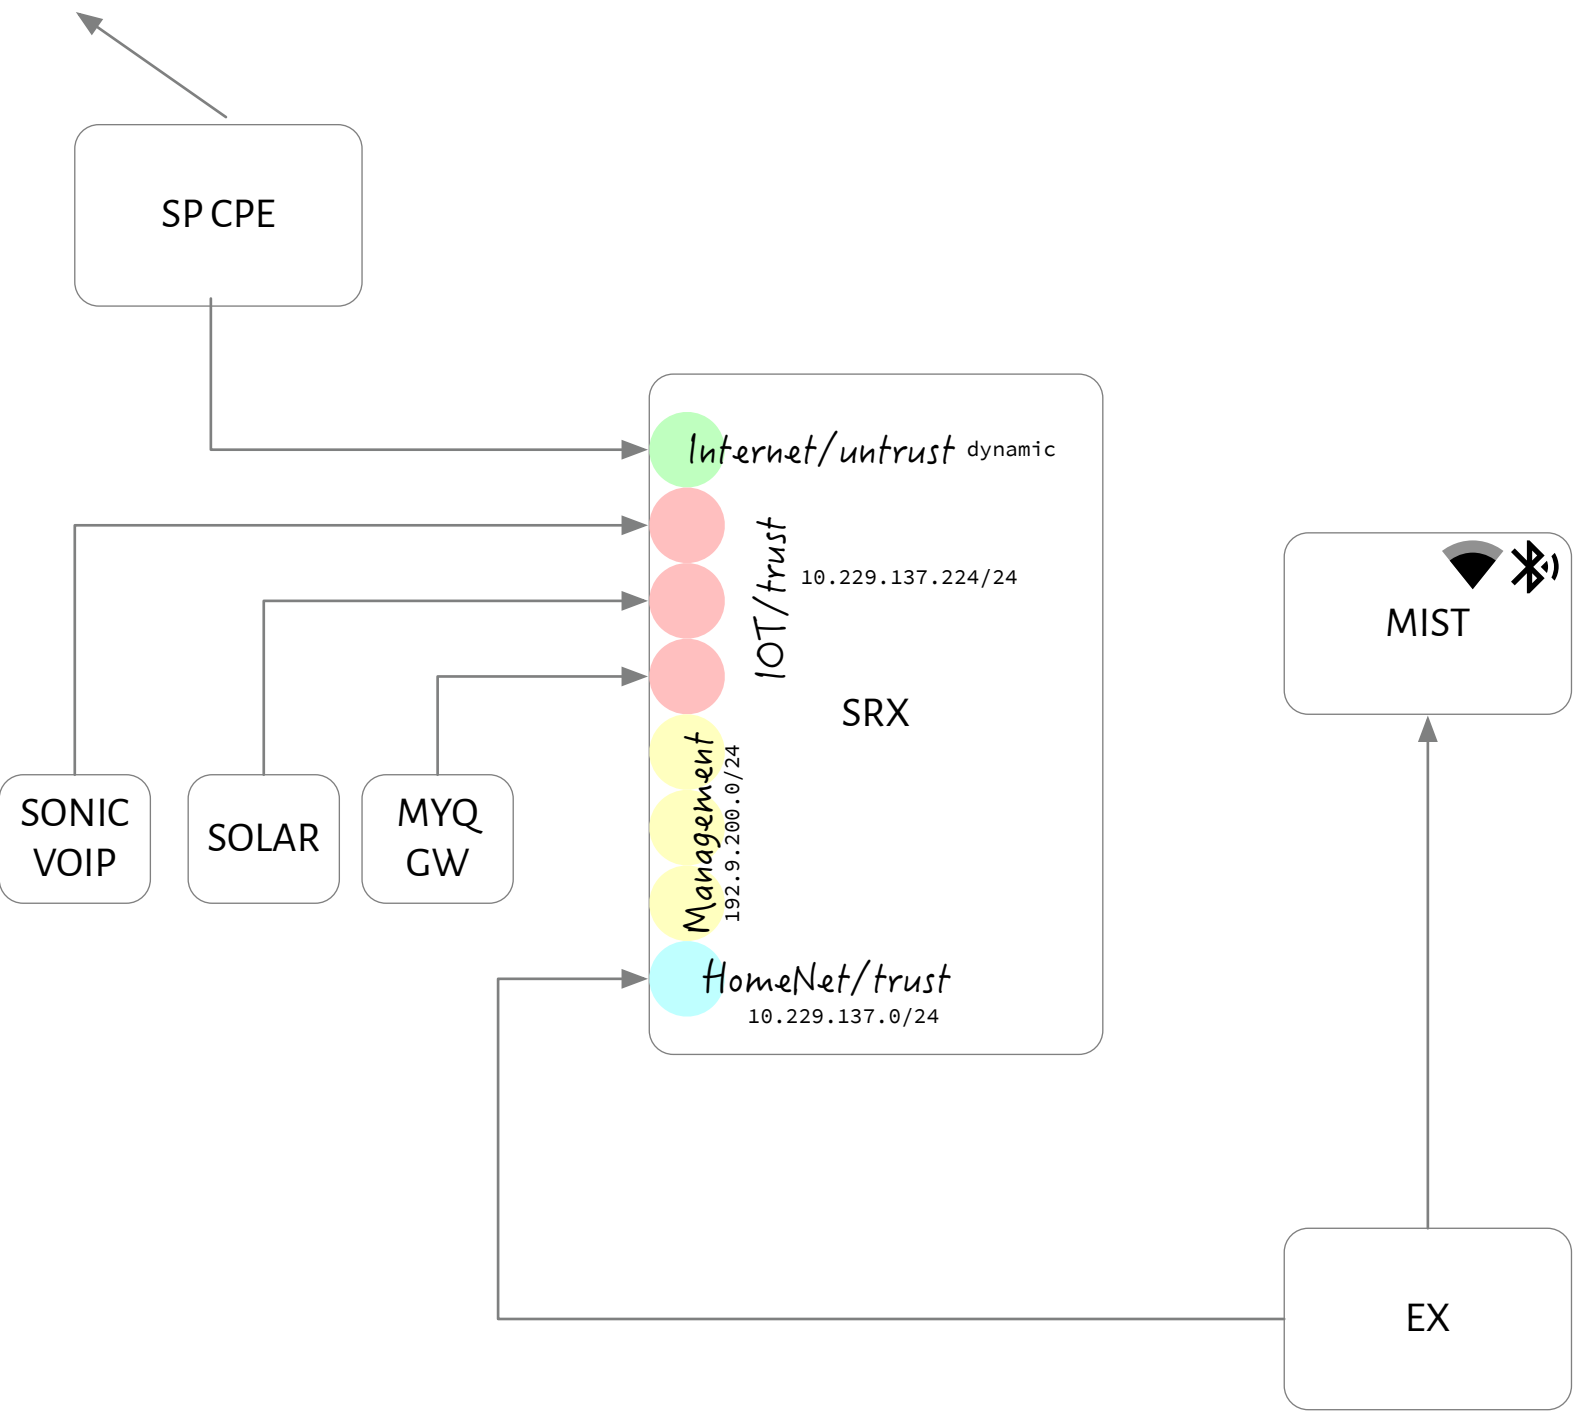 SP CPE
Internet/untrust dynamic
IOT/trust
10.229.137.224/24
MIST
SRX
Management
192.9.200.0/24
SONIC
VOIP
SOLAR
MYQ
GW
HomeNet/trust
10.229.137.0/24
EX